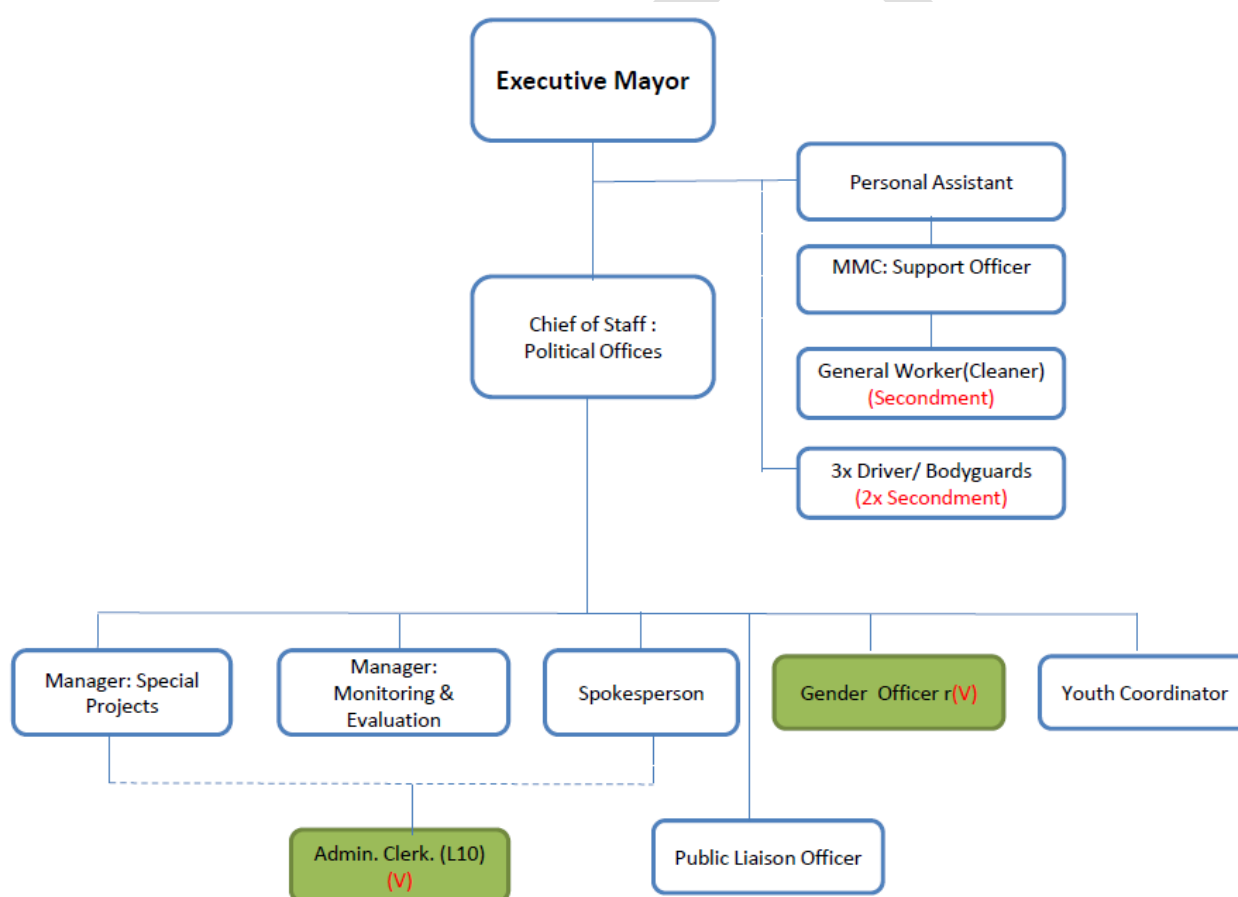 Executive Mayor
Personal Assistant
MMC: Support Officer
Chief of Staff :
Political Offices
General Worker(Cleaner)
(Secondment)
3x Driver/ Bodyguards
(2x Secondment)
Manager: Special
Projects
Manager:
Monitoring &
Evaluation
Spokesperson
Gender  Officer r(V)
Youth Coordinator
Admin. Clerk. (L10)
(V)
Public Liaison Officer